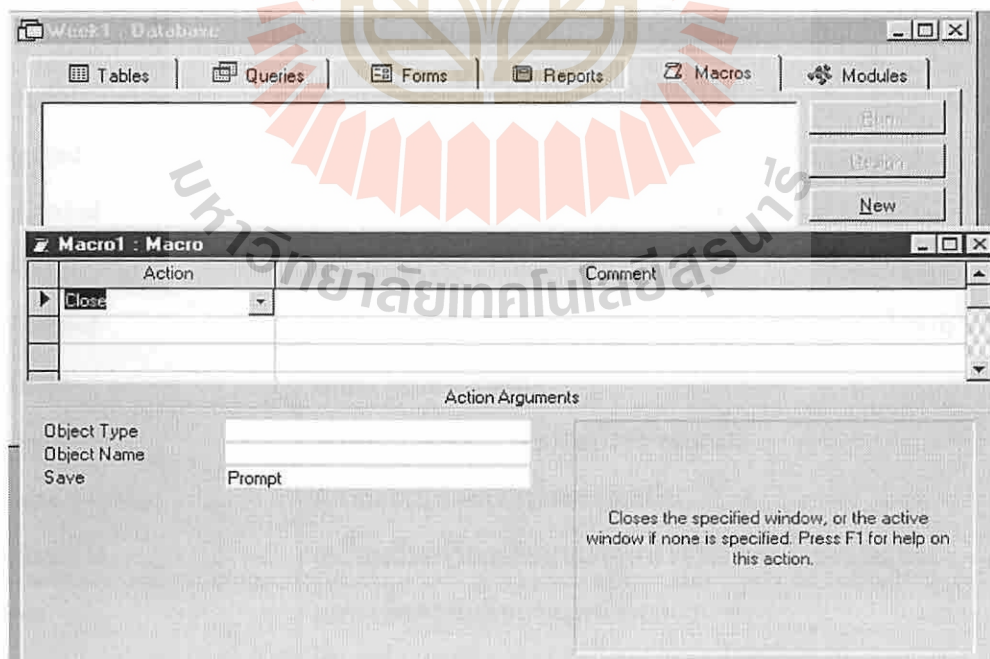 Week1 : Database
Tables
Queries
Forms
Reports
Macros
Modules
Run
Design
New
มหาวิทยาลัยเทคโนโลยีสุรนารี
Macro1 : Macro
Action
Comment
Close
Action Arguments
Object Type
Object Name
Save
Prompt
Closes the specified window, or the active
window if none is specified. Press F1 for help on
this action.